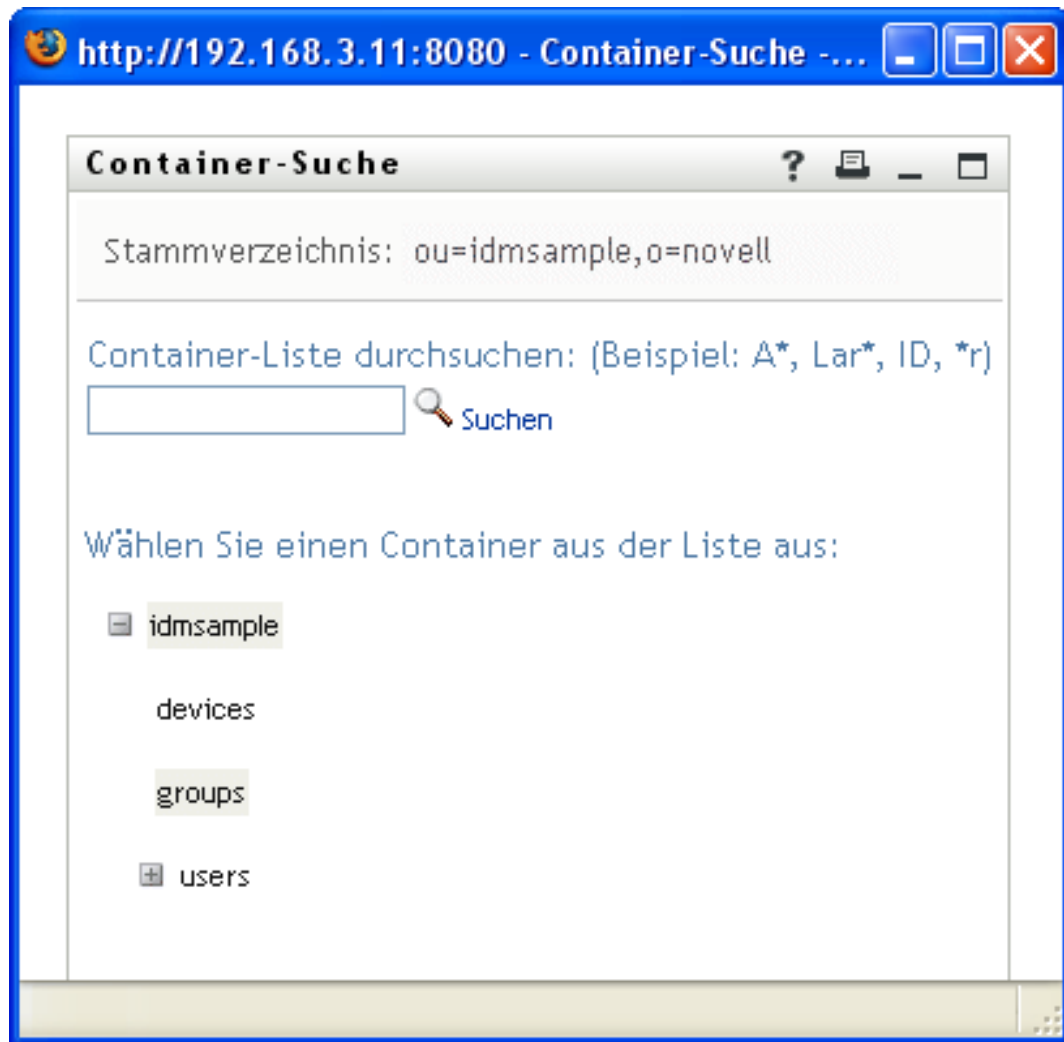 http://192.168.3.11:8080 - Container-Suche -...
Container-Suche
Stammverzeichnis: ou=idmsample,o=novell
Container-Liste durchsuchen: (Beispiel: A*, Lar*, ID, *r)
Suchen
Wählen Sie einen Container aus der Liste aus:
idmsample
devices
groups
users